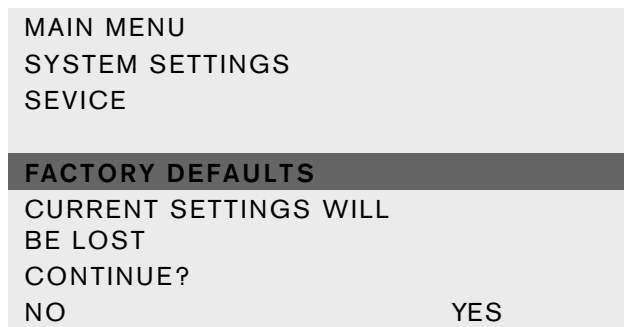 MAIN MENU
SYSTEM SETTINGS
SEVICE
FACTORY DEFAULTS
CURRENT SETTINGS WILL
BE LOST
CONTINUE?
NO YES